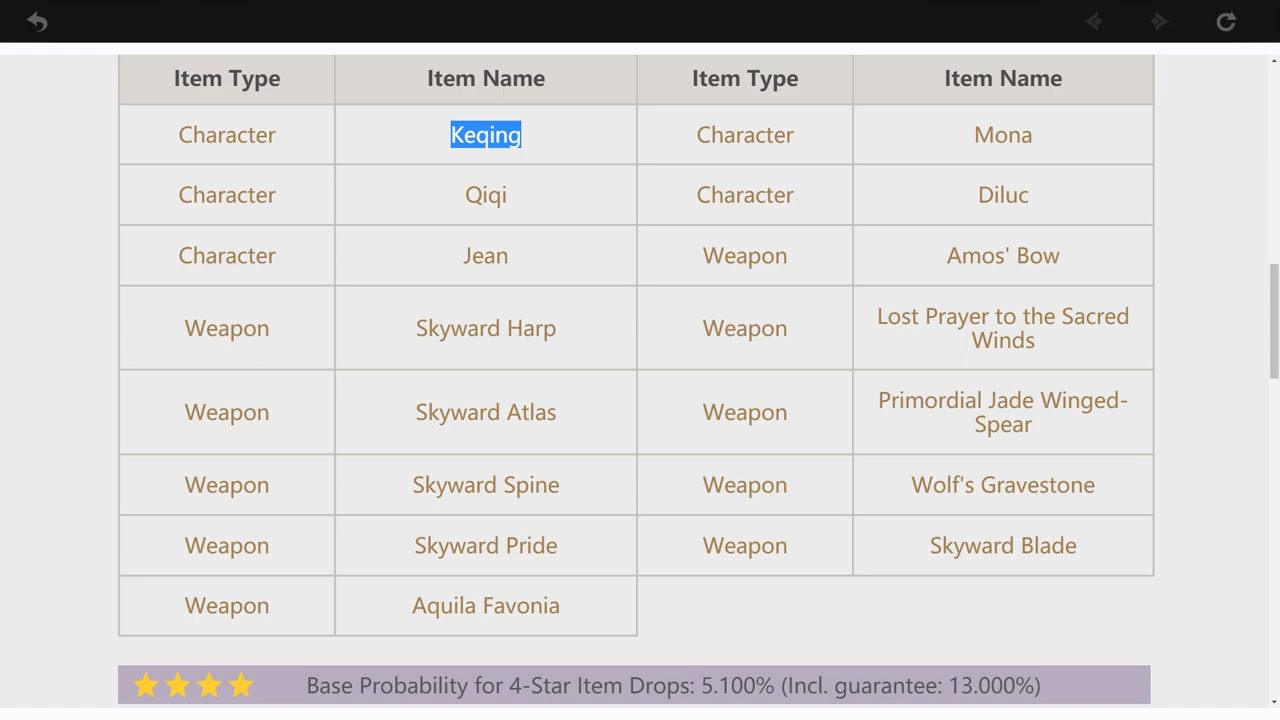 Item Type Item Name Item Type Item Name
Character Keqing Character Mona
Character Qiqi Character Diluc
Character Jean Weapon Amos' Bow
Weapon Skyward Harp Weapon Lost Prayer to the Sacred
Winds
Weapon Skyward Atlas Weapon Primordial Jade Winged-
Spear
Weapon Skyward Spine Weapon Wolf's Gravestone
Weapon Skyward Pride Weapon Skyward Blade
Weapon Aquila Favonia
Base Probability for 4-Star Item Drops: 5.100% (Incl. guarantee: 13.000%)